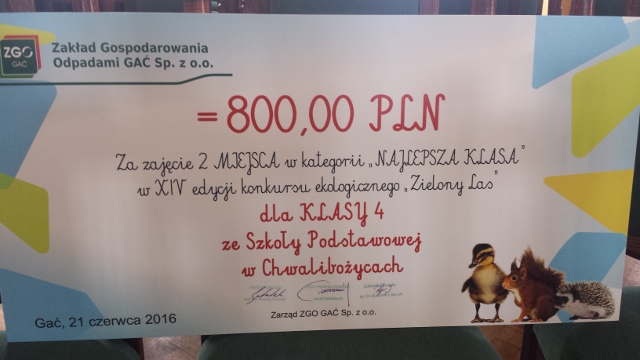 ZGO
GAĆ
Zakład Gospodarowania
Odpadami GAĆ Sp. z o.o.
= 800,00 PLN
Za zajęcie 2 MIEJSCA w kategorii „NAJLEPSZA KLASA"
w XIV edycji konkursu ekologicznego „Zielony Las"
dla KLASY 4
ze Szkoły Podstawowej
w Chwalibożycach
Gać, 21 czerwca 2016
Zarząd ZGO GAĆ Sp. z o.o.